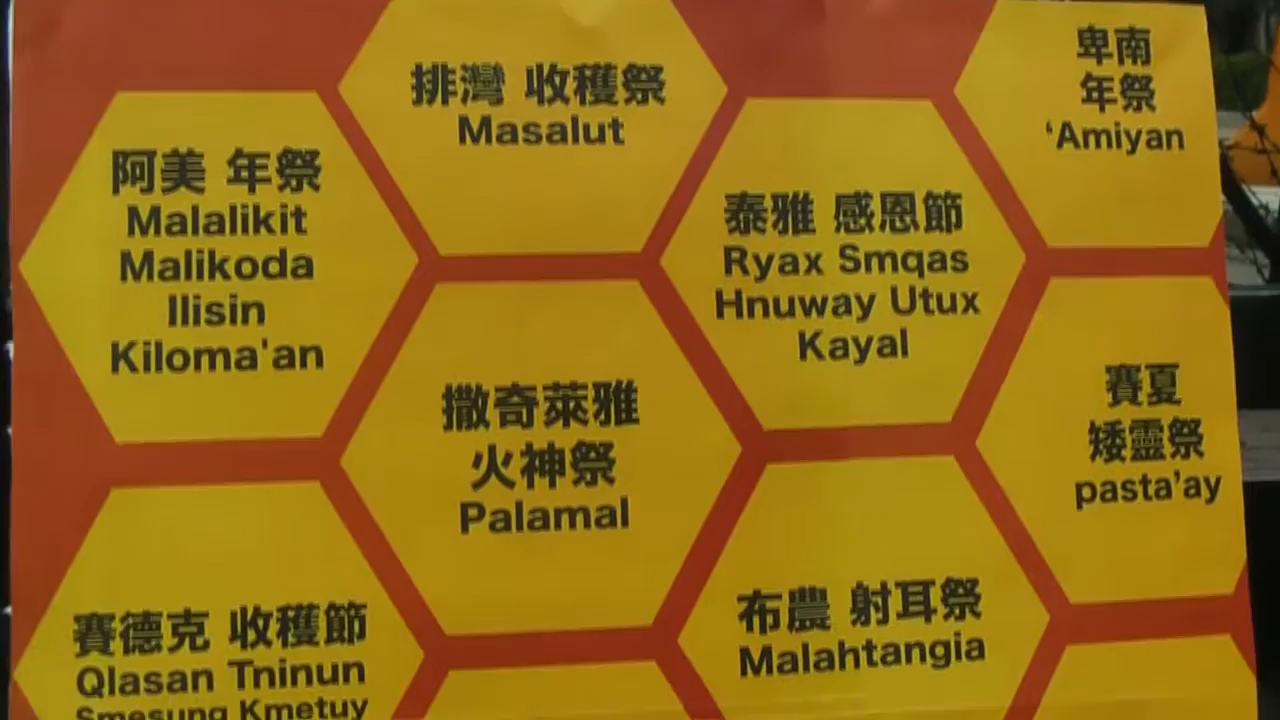 阿美 年祭
Malalikit
Malikoda
Ilisin
Kiloma'an
排灣 收穫祭
Masalut
泰雅 感恩節
Ryax Smqas
Hnuway Utux
Kayal
卑南
年祭
‘Amiyan
撒奇萊雅
火神祭
Palamal
賽夏
矮靈祭
pasta’ay
賽德克 收穫節
Qlasan Tninun
Smesung Kmetuy
布農 射耳祭
Malahtangia